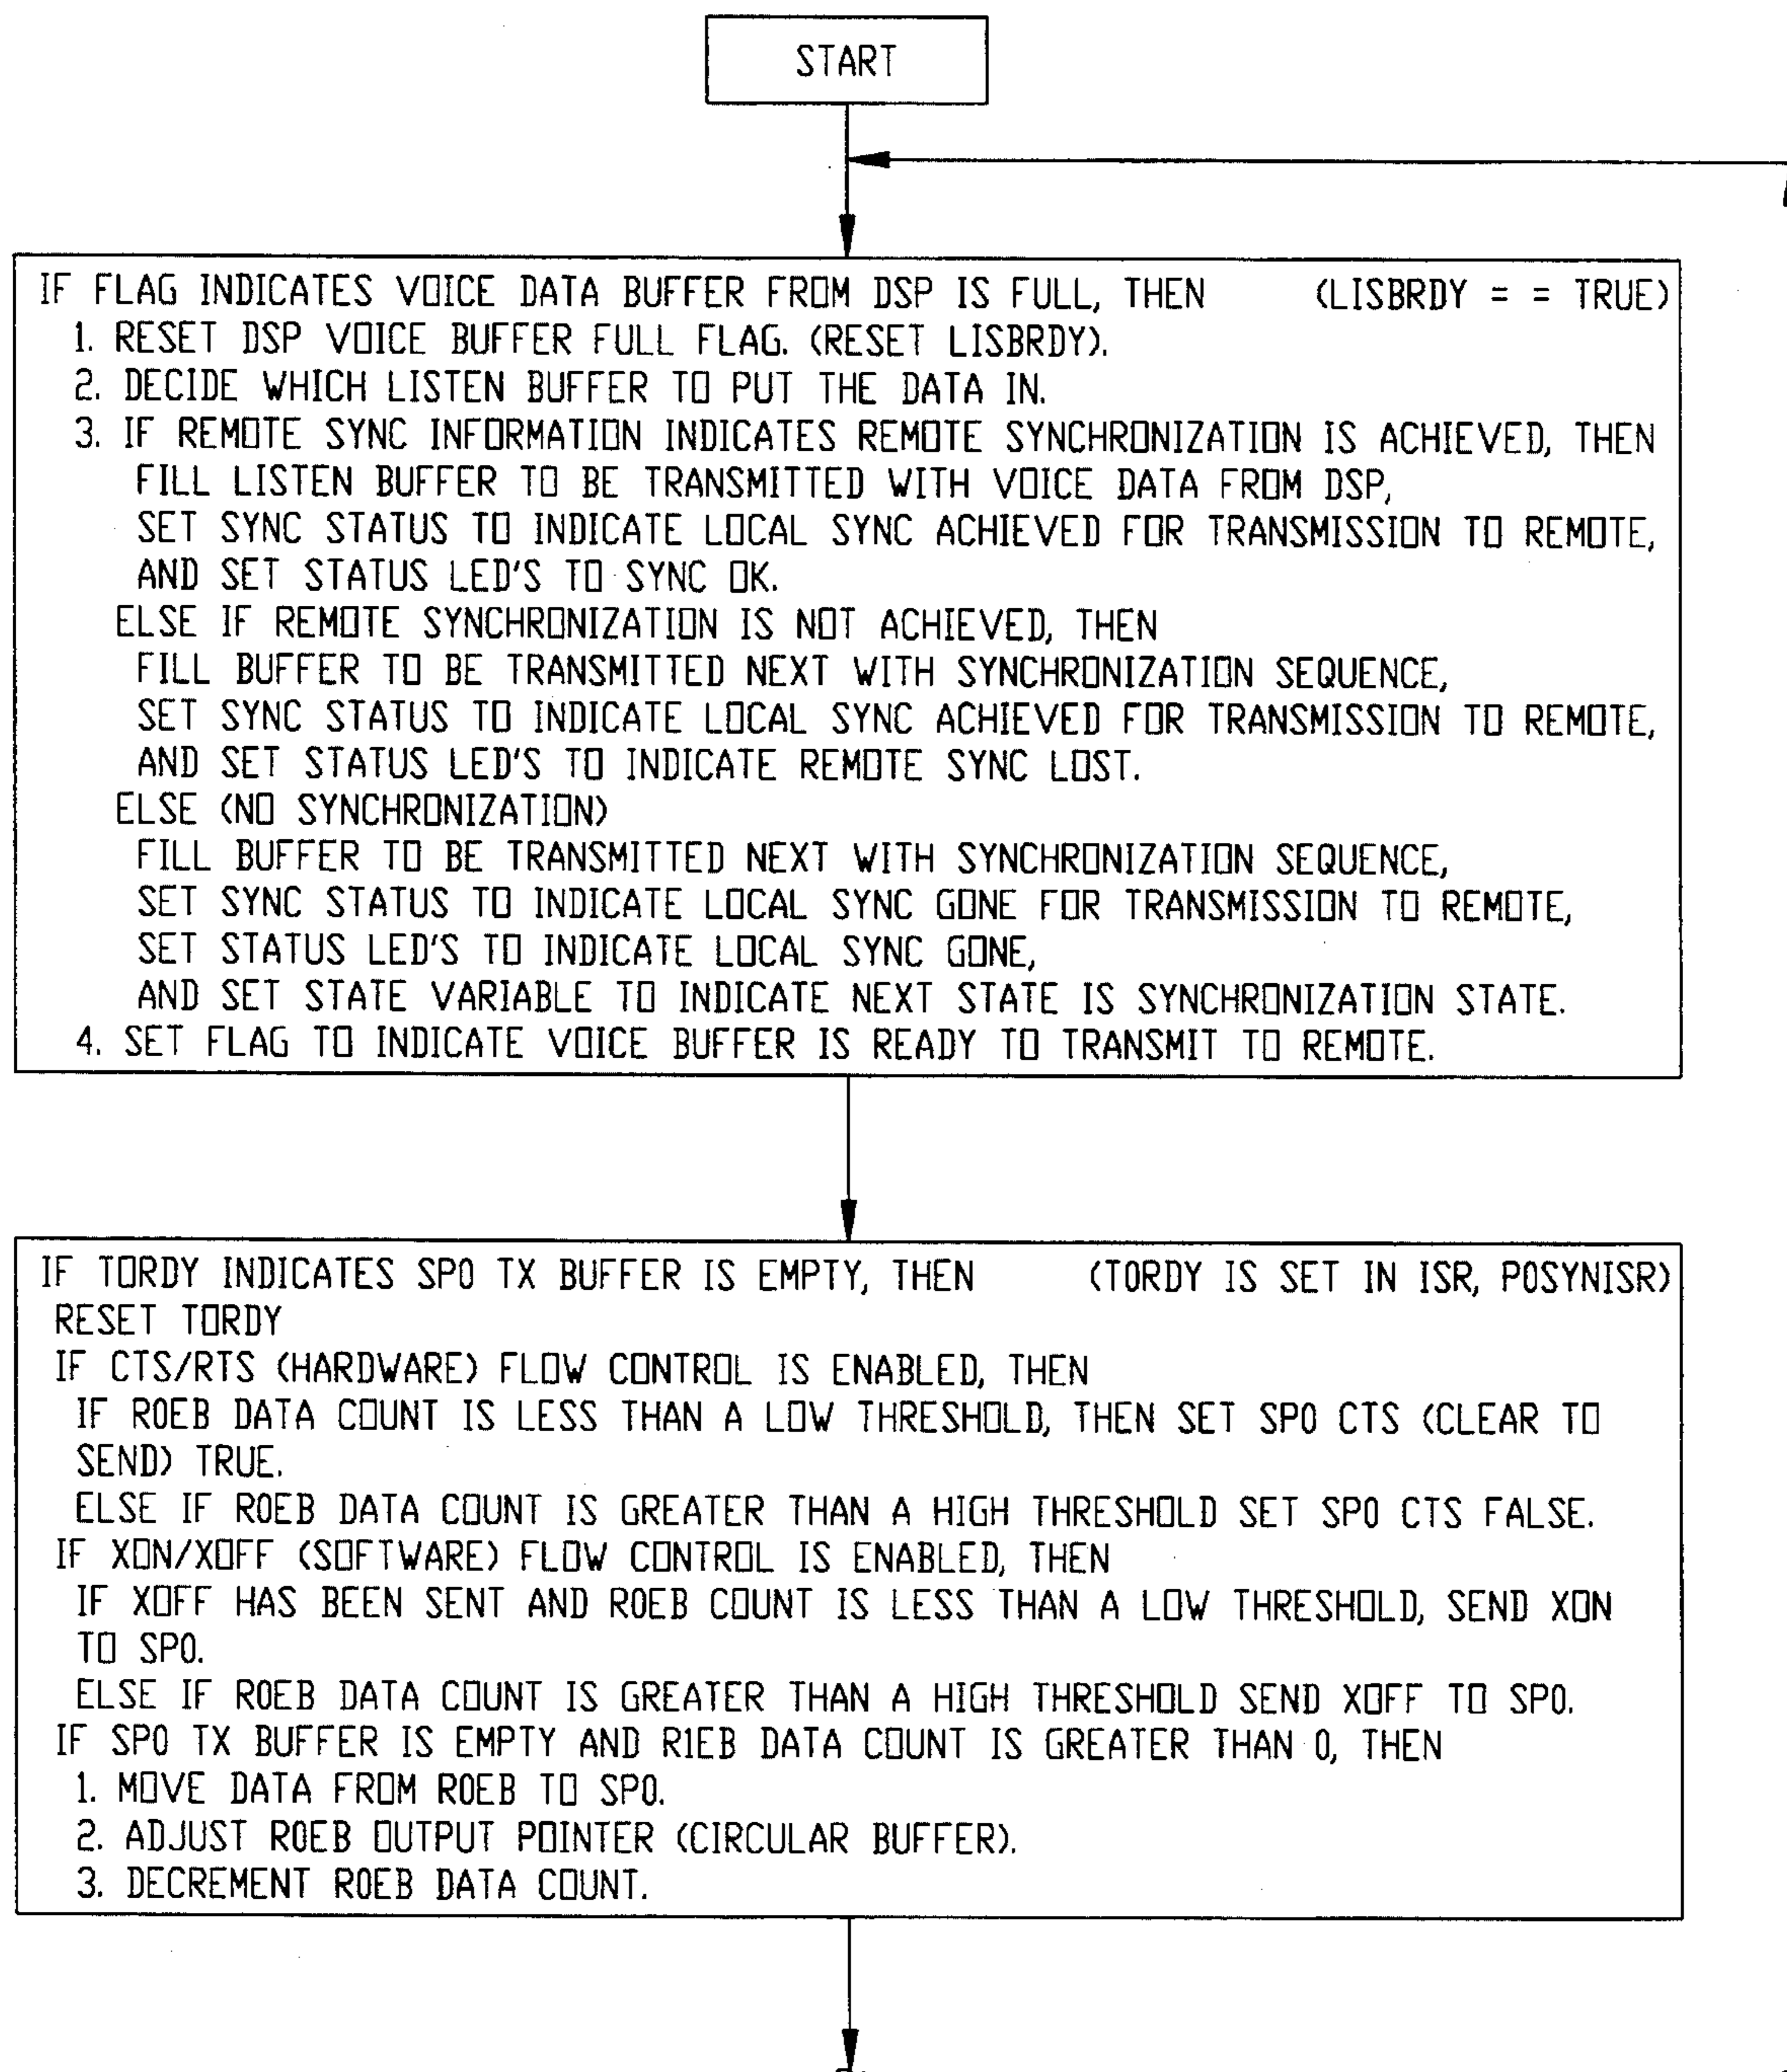 START
IF FLAG INDICATES VOICE DATA BUFFER FROM DSP IS FULL, THEN (LISBRDY = = TRUE)
1. RESET DSP VOICE BUFFER FULL FLAG. (RESET LISBRDY).
2. DECIDE WHICH LISTEN BUFFER TO PUT THE DATA IN.
3. IF REMOTE SYNC INFORMATION INDICATES REMOTE SYNCHRONIZATION IS ACHIEVED, THEN
FILL LISTEN BUFFER TO BE TRANSMITTED WITH VOICE DATA FROM DSP,
SET SYNC STATUS TO INDICATE LOCAL SYNC ACHIEVED FOR TRANSMISSION TO REMOTE,
AND SET STATUS LED'S TO SYNC OK.
ELSE IF REMOTE SYNCHRONIZATION IS NOT ACHIEVED, THEN
FILL BUFFER TO BE TRANSMITTED NEXT WITH SYNCHRONIZATION SEQUENCE,
SET SYNC STATUS TO INDICATE LOCAL SYNC ACHIEVED FOR TRANSMISSION TO REMOTE,
AND SET STATUS LED'S TO INDICATE REMOTE SYNC LOST.
ELSE (NO SYNCHRONIZATION)
FILL BUFFER TO BE TRANSMITTED NEXT WITH SYNCHRONIZATION SEQUENCE,
SET SYNC STATUS TO INDICATE LOCAL SYNC GONE FOR TRANSMISSION TO REMOTE,
SET STATUS LED'S TO INDICATE LOCAL SYNC GONE,
AND SET STATE VARIABLE TO INDICATE NEXT STATE IS SYNCHRONIZATION STATE.
4. SET FLAG TO INDICATE VOICE BUFFER IS READY TO TRANSMIT TO REMOTE.
IF TORDY INDICATES SP0 TX BUFFER IS EMPTY, THEN (TORDY IS SET IN ISR, P0SYNISR)
RESET TORDY
IF CTS/RTS (HARDWARE) FLOW CONTROL IS ENABLED, THEN
IF R0EB DATA COUNT IS LESS THAN A LOW THRESHOLD, THEN SET SP0 CTS (CLEAR TO
SEND) TRUE.
ELSE IF R0EB DATA COUNT IS GREATER THAN A HIGH THRESHOLD SET SP0 CTS FALSE.
IF XON/XOFF (SOFTWARE) FLOW CONTROL IS ENABLED, THEN
IF XOFF HAS BEEN SENT AND R0EB COUNT IS LESS THAN A LOW THRESHOLD, SEND XON
TO SP0.
ELSE IF R0EB DATA COUNT IS GREATER THAN A HIGH THRESHOLD SEND XOFF TO SP0.
IF SP0 TX BUFFER IS EMPTY AND R1EB DATA COUNT IS GREATER THAN 0, THEN
1. MOVE DATA FROM R0EB TO SP0.
2. ADJUST R0EB OUTPUT POINTER (CIRCULAR BUFFER).
3. DECREMENT R0EB DATA COUNT.